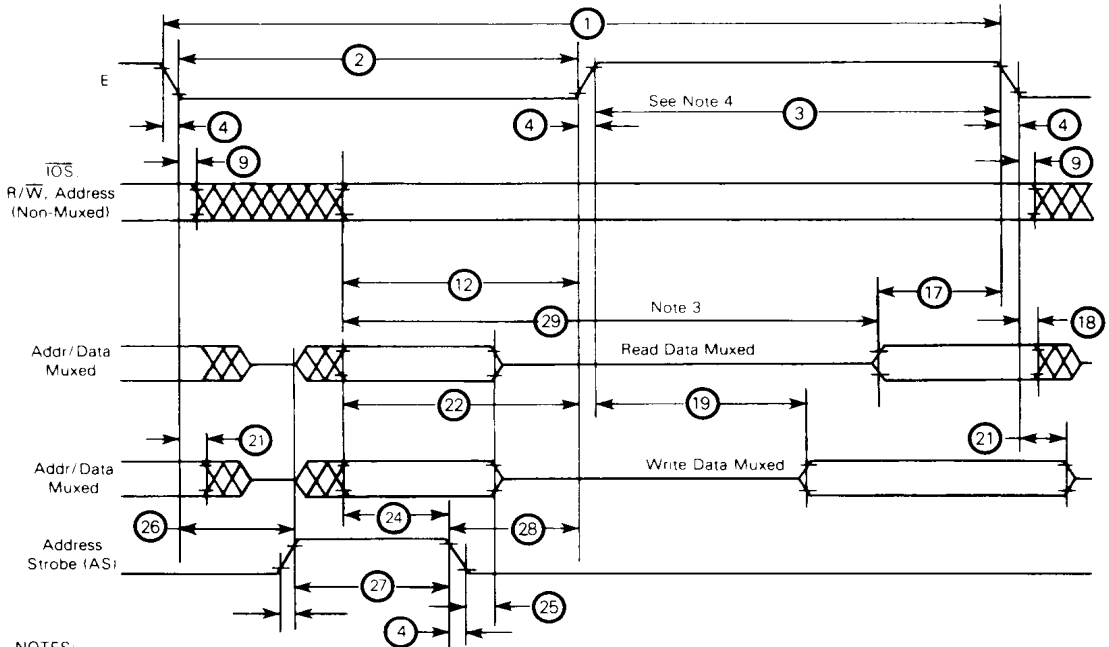 1
2
E
See Note 4
3
4
4
4
9
9
IOS,
R/W, Address
(Non-Muxed)
12
17
Note 3
29
18
Addr/Data
Muxed
Read Data Muxed
22
19
21
21
Addr/Data
Muxed
Write Data Muxed
26
24
28
Address
Strobe (AS)
27
25
4
NOTES: